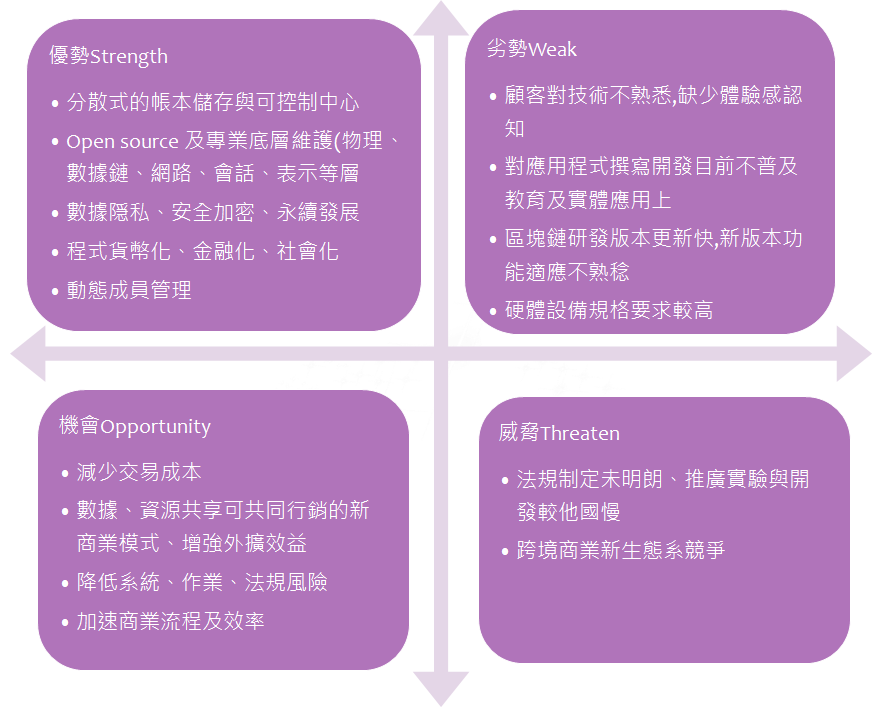 優勢Strength
• 分散式的帳本儲存與可控制中心
• Open source 及專業底層維護(物理、
數據鏈、網路、會話、表示等層
• 數據隱私、安全加密、永續發展
• 程式貨幣化、金融化、社會化
• 動態成員管理
劣勢Weak
• 顧客對技術不熟悉,缺少體驗感認
知
• 對應用程式撰寫開發目前不普及
教育及實體應用上
• 區塊鏈研發版本更新快,新版本功
能適應不熟稔
• 硬體設備規格要求較高
機會Opportunity
• 減少交易成本
• 數據、資源共享可共同行銷的新
商業模式、增強外擴效益
• 降低系統、作業、法規風險
• 加速商業流程及效率
威脅Threaten
• 法規制定未明朗、推廣實驗與開
發較他國慢
• 跨境商業新生態系競爭